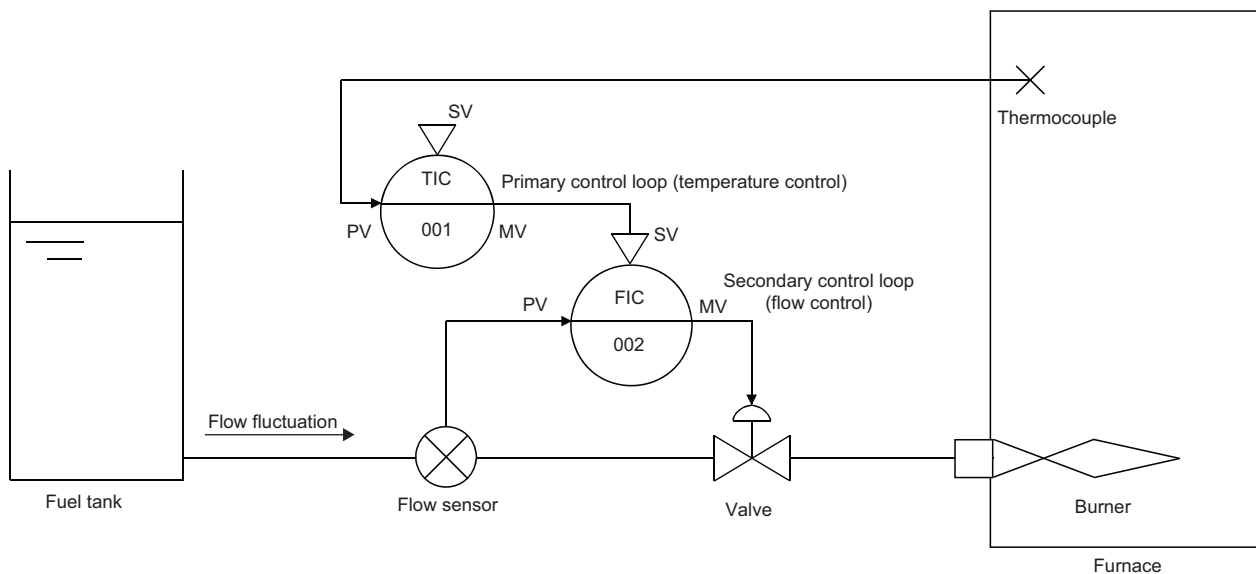 Thermocouple
SV
TIC
Primary control loop (temperature control)
PV
001
MV
SV
Secondary control loop
(flow control)
PV
FIC
MV
002
Flow fluctuation
Fuel tank
Flow sensor
Valve
Burner
Furnace